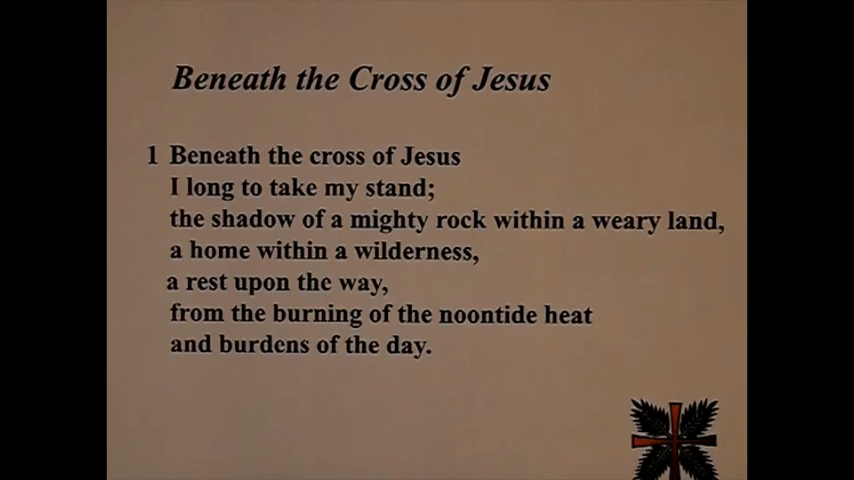 Beneath the Cross of Jesus
1 Beneath the cross of Jesus
I long to take my stand;
the shadow of a mighty rock within a weary land,
a home within a wilderness,
a rest upon the way,
from the burning of the noontide heat
and burdens of the day.